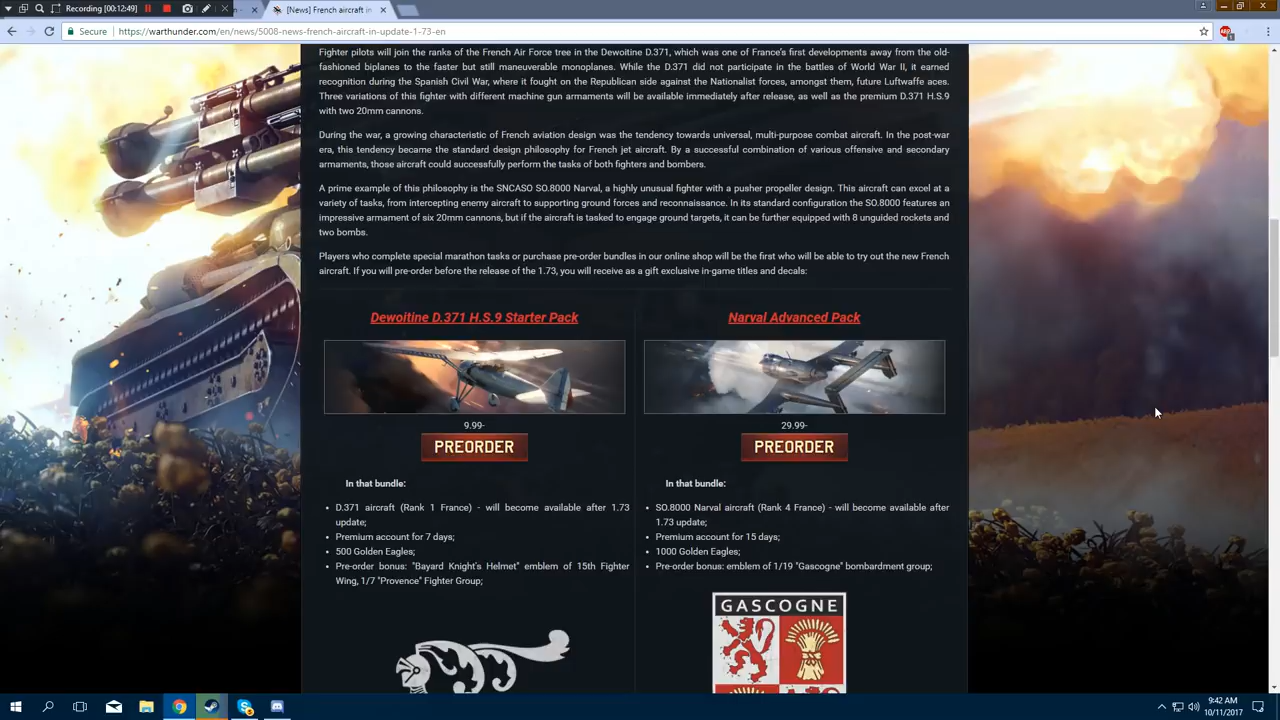 Recording [00:12:49]
[News] French aircraft in
Secure
https://warthunder.com/en/news/5008-news-french-aircraft-in-update-1-73-en
Fighter pilots will join the ranks of the French Air Force tree in the Dewoitine D.371, which was one of France's first developments away from the old-
fashioned biplanes to the faster but still maneuverable monoplanes. While the D.371 did not participate in the battles of World War II, it earned
recognition during the Spanish Civil War, where it fought on the Republican side against the Nationalist forces, amongst them, future Luftwaffe aces.
Three variations of this fighter with different machine gun armaments will be available immediately after release, as well as the premium D.371 H.S.9
with two 20mm cannons.
During the war, a growing characteristic of French aviation design was the tendency towards universal, multi-purpose combat aircraft. In the post-war
era, this tendency became the standard design philosophy for French jet aircraft. By a successful combination of various offensive and secondary
armaments, those aircraft could successfully perform the tasks of both fighters and bombers.
A prime example of this philosophy is the SNCASO SO.8000 Narval, a highly unusual fighter with a pusher propeller design. This aircraft can excel at a
variety of tasks, from intercepting enemy aircraft to supporting ground forces and reconnaissance. In its standard configuration the SO.8000 features an
impressive armament of six 20mm cannons, but if the aircraft is tasked to engage ground targets, it can be further equipped with 8 unguided rockets and
two bombs.
Players who complete special marathon tasks or purchase pre-order bundles in our online shop will be the first who will be able to try out the new French
aircraft. If you will pre-order before the release of the 1.73, you will receive as a gift exclusive in-game titles and decals:
Dewoitine D.371 H.S.9 Starter Pack
9.99-
PREORDER
In that bundle:
• D.371 aircraft (Rank 1 France) - will become available after 1.73
update;
• Premium account for 7 days;
• 500 Golden Eagles;
• Pre-order bonus: "Bayard Knight's Helmet" emblem of 15th Fighter
Wing, 1/7 "Provence" Fighter Group;
Narval Advanced Pack
29.99-
PREORDER
In that bundle:
• SO.8000 Narval aircraft (Rank 4 France) - will become available after
1.73 update;
• Premium account for 15 days;
• 1000 Golden Eagles;
• Pre-order bonus: emblem of 1/19 "Gascogne" bombardment group;
GASCOGNE
9:42 AM
10/11/2017